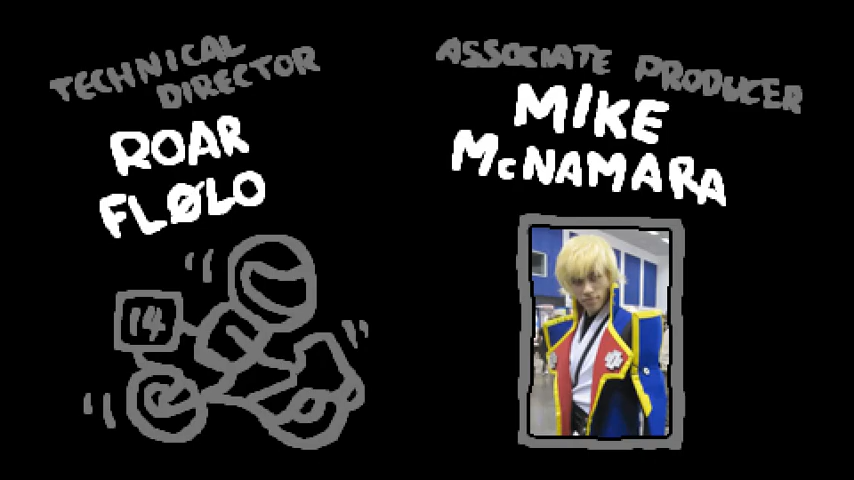 TECHNICAL
DIRECTOR
ROAR
FLØLO
14
ASSOCIATE PRODUCER
MIKE
McNAMARA